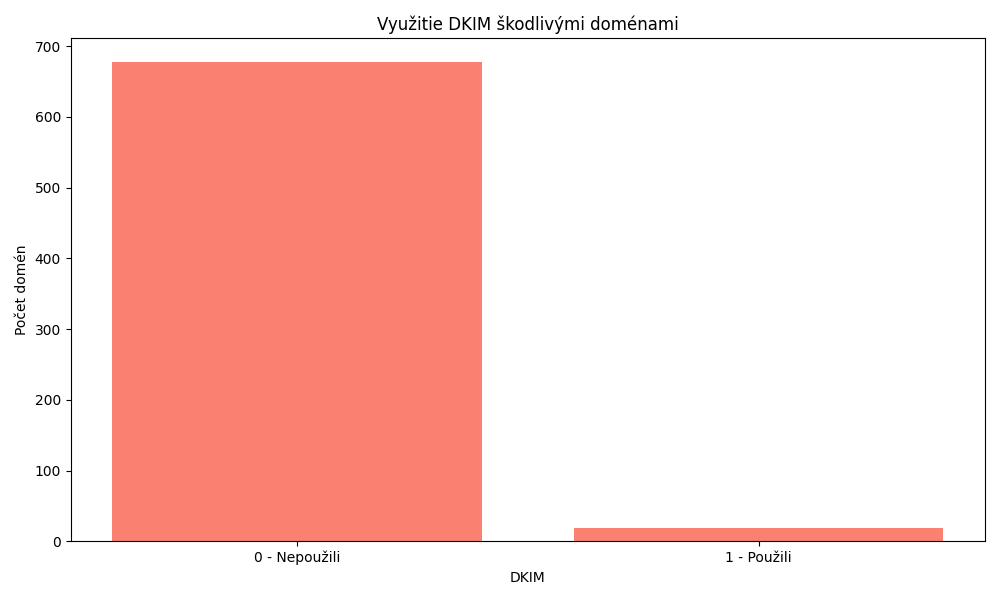 Využitie DKIM škodlivými doménami
700
600
500
400
300
200
100
0
Počet domén
0 - Nepoužili
1 - Použili
DKIM